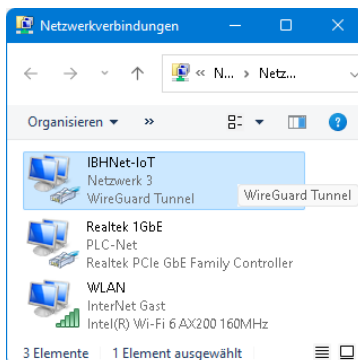 Netzwerkverbindungen
« N... › Netz...
Organisieren
»
?
IBHNet-IoT
Netzwerk 3
WireGuard Tunnel
WireGuard Tunnel
Realtek 1GbE
PLC-Net
Realtek PCIe GbE Family Controller
WLAN
InterNet Gast
Intel(R) Wi-Fi 6 AX200 160MHz
3 Elemente
1 Element ausgewählt